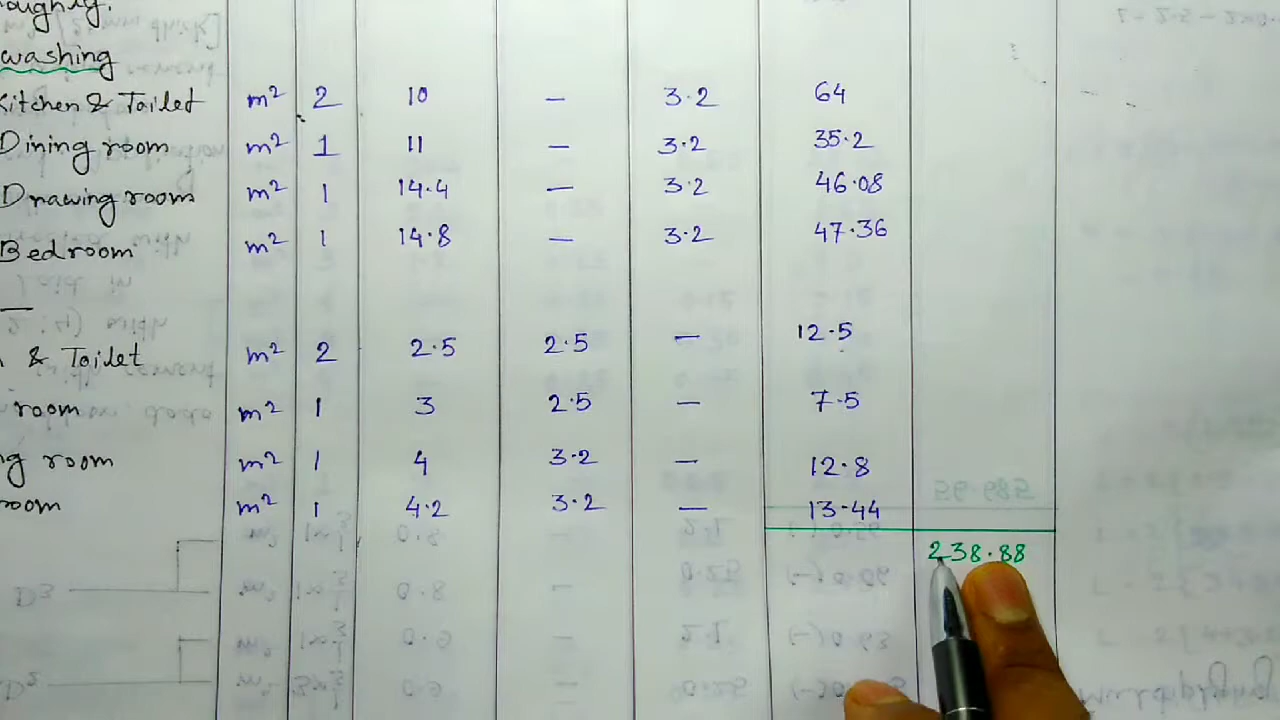 oughly.
washing
Kitchen & Toilet m² 2 10 — 3.2 64
Dining room m² 1 11 — 3.2 35.2
Drawing room m² 1 14.4 — 3.2 46.08
Bedroom m² 1 14.8 — 3.2 47.36
& Toilet m² 2 2.5 2.5 — 12.5
room m² 1 3 2.5 — 7.5
ng room m² 1 4 3.2 — 12.8
room m² 1 4.2 3.2 — 13.44
238.88